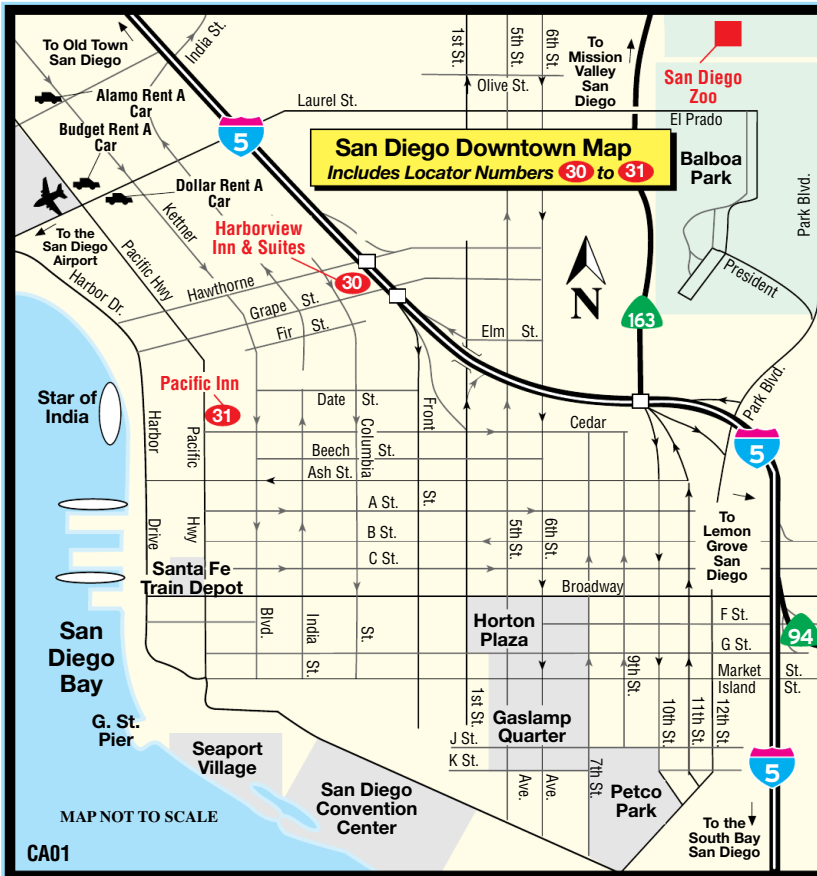 To Old Town
San Diego
India St.
1st St.
5th St.
6th St.
To
Mission
Valley
San
Diego
San Diego
Zoo
Olive St.
Alamo Rent A
Car
Laurel St.
El Prado
Budget Rent A
Car
5
San Diego Downtown Map
Includes Locator Numbers 30 to 31
Balboa
Park
Park Blvd.
Dollar Rent A
Car
Kettner
Harborview
Inn & Suites
To the
San Diego
Airport
Pacific Hwy
Harbor Dr.
Hawthorne
30
President
Grape St.
N
163
Fir St.
Elm St.
Pacific Inn
31
Star of
India
Date St.
Front
St.
Park Blvd.
Harbor
Drive
Pacific
Hwy
Columbia
St.
Cedar
5
Beech St.
Ash St.
A St.
B St.
C St.
5th St.
6th St.
To
Lemon
Grove
San
Diego
Santa Fe
Train Depot
Broadway
Blvd.
India
St.
Horton
Plaza
F St.
94
G St.
San
Diego
Bay
9th St.
Market St.
Island St.
1st St.
Gaslamp
Quarter
10th St.
11th St.
12th St.
G. St.
Pier
J St.
K St.
Seaport
Village
Ave.
Ave.
7th St.
5
San Diego
Convention
Center
Petco
Park
MAP NOT TO SCALE
To the
South Bay
San Diego
CA01